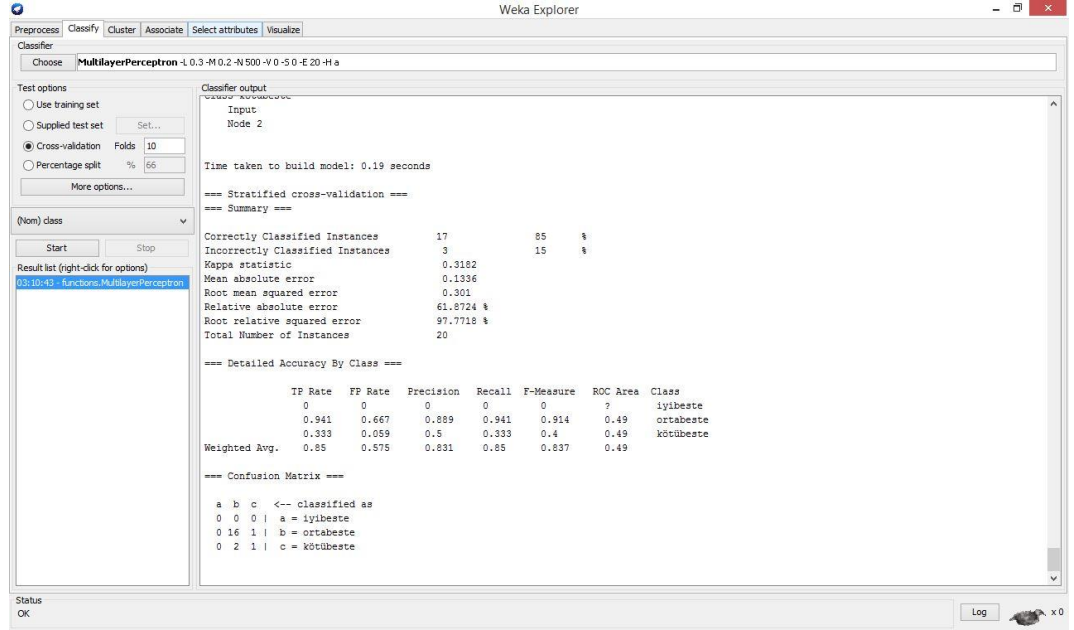 Weka Explorer
Preprocess Classify Cluster Associate Select attributes Visualize
Classifier
Choose MultilayerPerceptron -L 0.3 -M 0.2 -N 500 -V 0 -S 0 -E 20 -H a
Test options
Use training set
Supplied test set Set...
Cross-validation Folds 10
Percentage split % 66
More options...
(Nom) class
Start Stop
Result list (right-click for options)
03:10:43 - functions.MultilayerPerceptron
Classifier output
Input
Node 2
Time taken to build model: 0.19 seconds
=== Stratified cross-validation ===
=== Summary ===
Correctly Classified Instances 17 85 %
Incorrectly Classified Instances 3 15 %
Kappa statistic 0.3182
Mean absolute error 0.1336
Root mean squared error 0.301
Relative absolute error 61.8724 %
Root relative squared error 97.7718 %
Total Number of Instances 20
=== Detailed Accuracy By Class ===
TP Rate FP Rate Precision Recall F-Measure ROC Area Class
0 0 0 0 0 ? iyibeste
0.941 0.667 0.889 0.941 0.914 0.49 ortabeste
0.333 0.059 0.5 0.333 0.4 0.49 kötübeste
Weighted Avg. 0.85 0.575 0.831 0.85 0.837 0.49
=== Confusion Matrix ===
a b c <-- classified as
0 0 0 | a = iyibeste
0 16 1 | b = ortabeste
0 2 1 | c = kötübeste
Status
OK
Log x 0